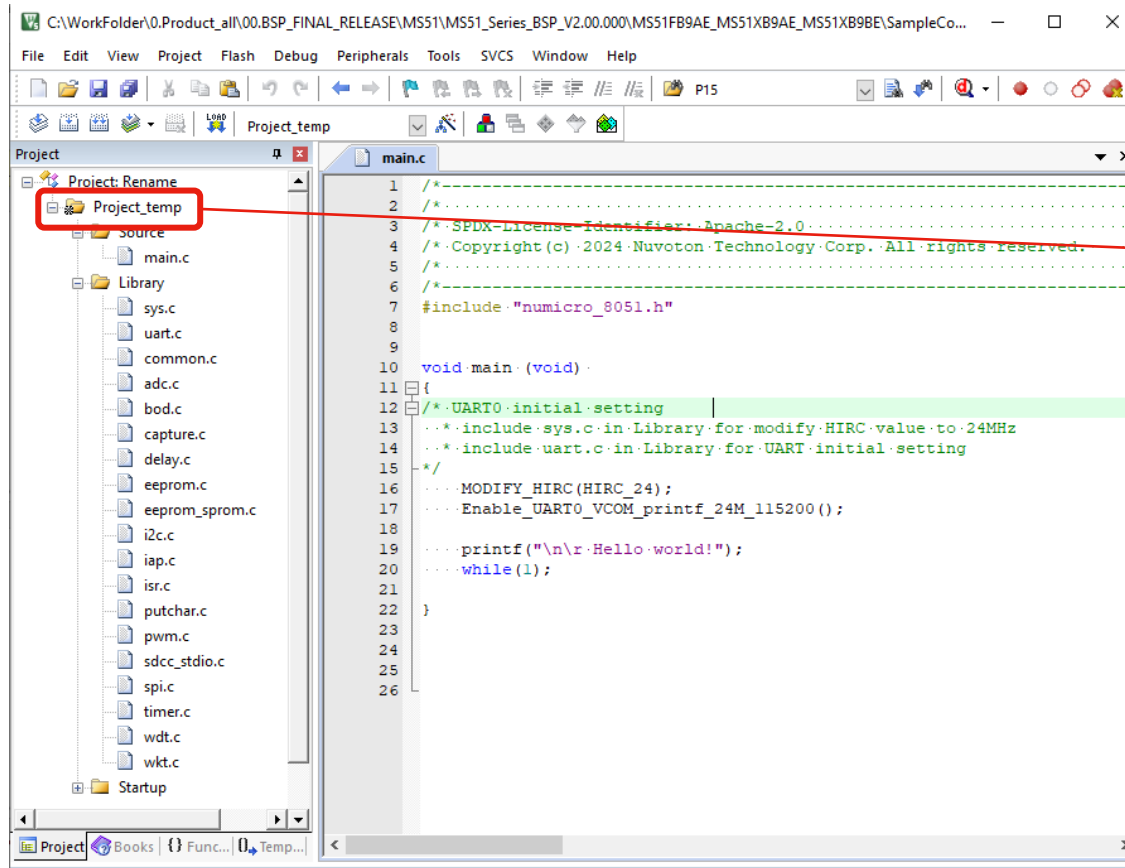 C:\WorkFolder\0.Product_all\00.BSP_FINAL_RELEASE\MS51\MS51_Series_BSP_V2.00.000\MS51FB9AE_MS51XB9AE_MS51XB9BE\SampleCo...
File Edit View Project Flash Debug Peripherals Tools SVCS Window Help
P15
LOAD Project_temp
Project
main.c
Project: Rename
Project_temp
Source
main.c
Library
sys.c
uart.c
common.c
adc.c
bod.c
capture.c
delay.c
eeprom.c
eeprom_sprom.c
i2c.c
iap.c
isr.c
putchar.c
pwm.c
sdcc_stdio.c
spi.c
timer.c
wdt.c
wkt.c
Startup
Project Books {} Func... Temp...
1 /*---------------------------------------------------------
2 /*
3 /* SPDX-License-Identifier: Apache-2.0
4 /* Copyright(c) 2024 Nuvoton Technology Corp. All rights reserved.
5 /*
6 /*---------------------------------------------------------
7 #include "numicro_8051.h"
8
9
10 void main (void)
11 {
12 /* UART0 initial setting
13 * include sys.c in Library for modify HIRC value to 24MHz
14 * include uart.c in Library for UART initial setting
15 */
16 MODIFY_HIRC(HIRC_24);
17 Enable_UART0_VCOM_printf_24M_115200();
18
19 printf("\n\r Hello world!");
20 while(1);
21
22 }
23
24
25
26